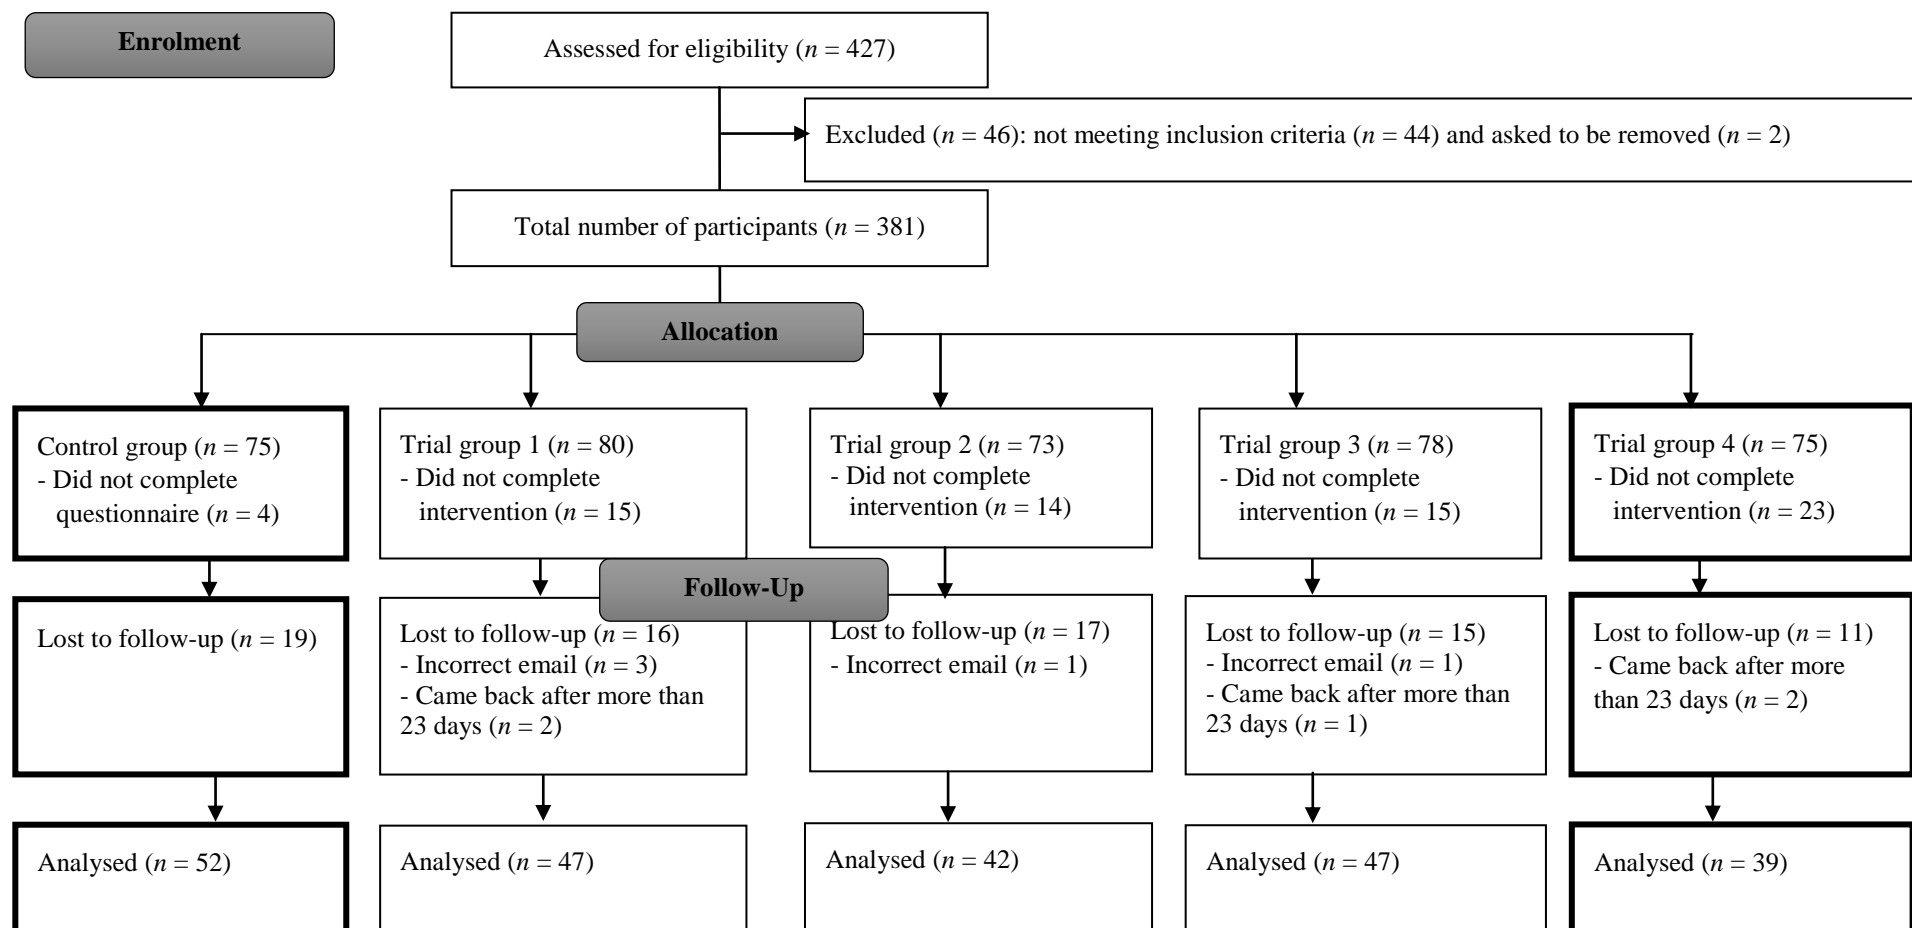 Enrolment
Assessed for eligibility (n = 427)
Excluded (n = 46): not meeting inclusion criteria (n = 44) and asked to be removed (n = 2)
Total number of participants (n = 381)
Allocation
Control group (n = 75)
- Did not complete
questionnaire (n = 4)
Trial group 1 (n = 80)
- Did not complete
intervention (n = 15)
Trial group 2 (n = 73)
- Did not complete
intervention (n = 14)
Trial group 3 (n = 78)
- Did not complete
intervention (n = 15)
Trial group 4 (n = 75)
- Did not complete
intervention (n = 23)
Follow-Up
Lost to follow-up (n = 19)
Lost to follow-up (n = 16)
- Incorrect email (n = 3)
- Came back after more than
23 days (n = 2)
Lost to follow-up (n = 17)
- Incorrect email (n = 1)
Lost to follow-up (n = 15)
- Incorrect email (n = 1)
- Came back after more than
23 days (n = 1)
Lost to follow-up (n = 11)
- Came back after more
than 23 days (n = 2)
Analysed (n = 52)
Analysed (n = 47)
Analysed (n = 42)
Analysed (n = 47)
Analysed (n = 39)